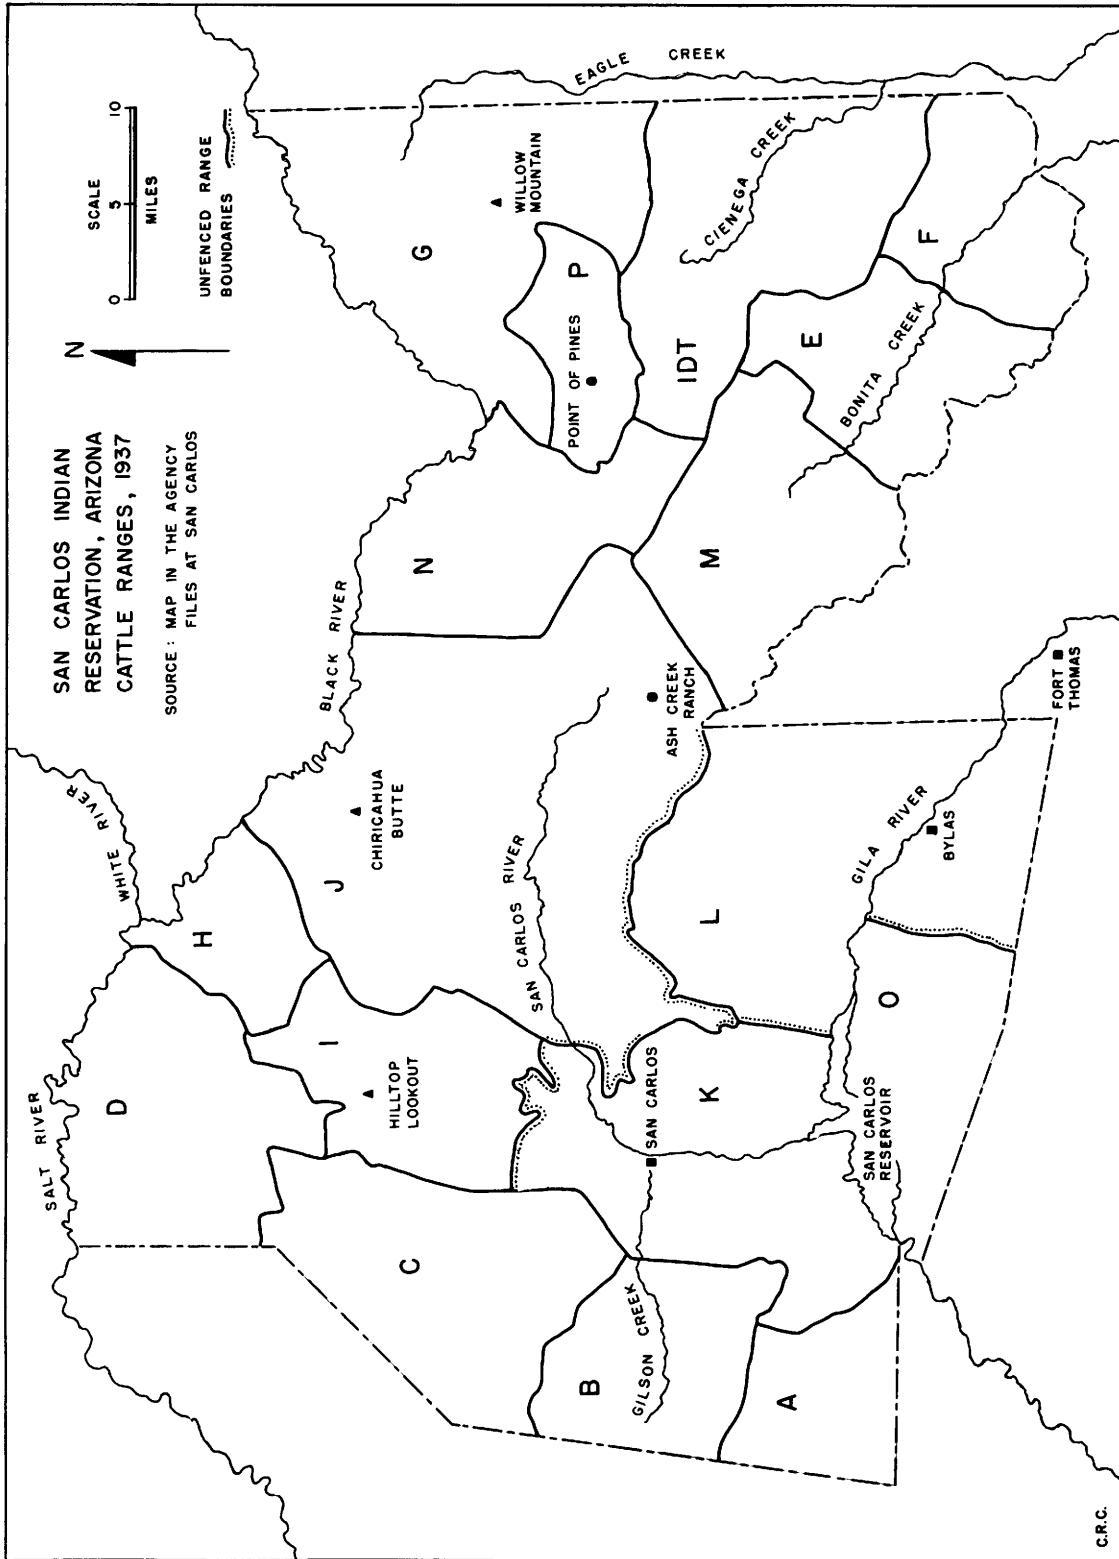 SAN CARLOS INDIAN
RESERVATION, ARIZONA
CATTLE RANGES, 1937
SOURCE: MAP IN THE AGENCY
FILES AT SAN CARLOS
N
SCALE
0 5 10
MILES
UNFENCED RANGE
BOUNDARIES
SALT RIVER
WHITE RIVER
BLACK RIVER
D
H
G
EAGLE CREEK
C
I
J
N
HILLTOP
LOOKOUT
CHIRICAHUA
BUTTE
WILLOW
MOUNTAIN
P
POINT OF PINES
B
GILSON CREEK
SAN CARLOS RIVER
SAN CARLOS
ASH CREEK
RANCH
IDT
CIENEGA CREEK
A
K
L
M
E
F
BONITA CREEK
SAN CARLOS
RESERVOIR
O
GILA RIVER
BYLAS
FORT
THOMAS
C.R.C.